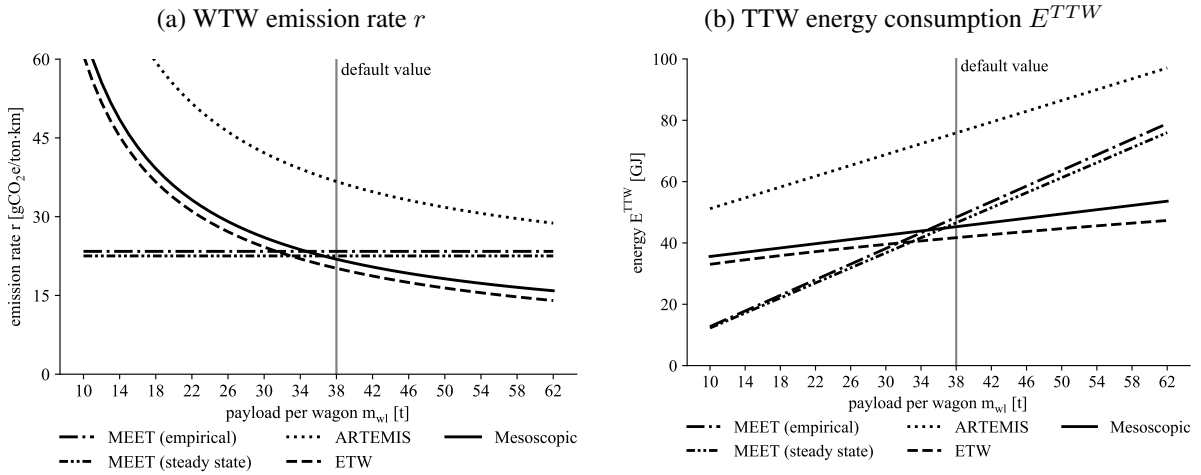 (a) WTW emission rate r
60
45
30
15
0
emission rate r [gCO₂e/ton·km]
default value
10 14 18 22 26 30 34 38 42 46 50 54 58 62
payload per wagon m_wl [t]
MEET (empirical) ARTEMIS Mesoscopic
MEET (steady state) ETW
(b) TTW energy consumption E^TTW
100
80
60
40
20
0
energy E^TTW [GJ]
default value
10 14 18 22 26 30 34 38 42 46 50 54 58 62
payload per wagon m_wl [t]
MEET (empirical) ARTEMIS Mesoscopic
MEET (steady state) ETW